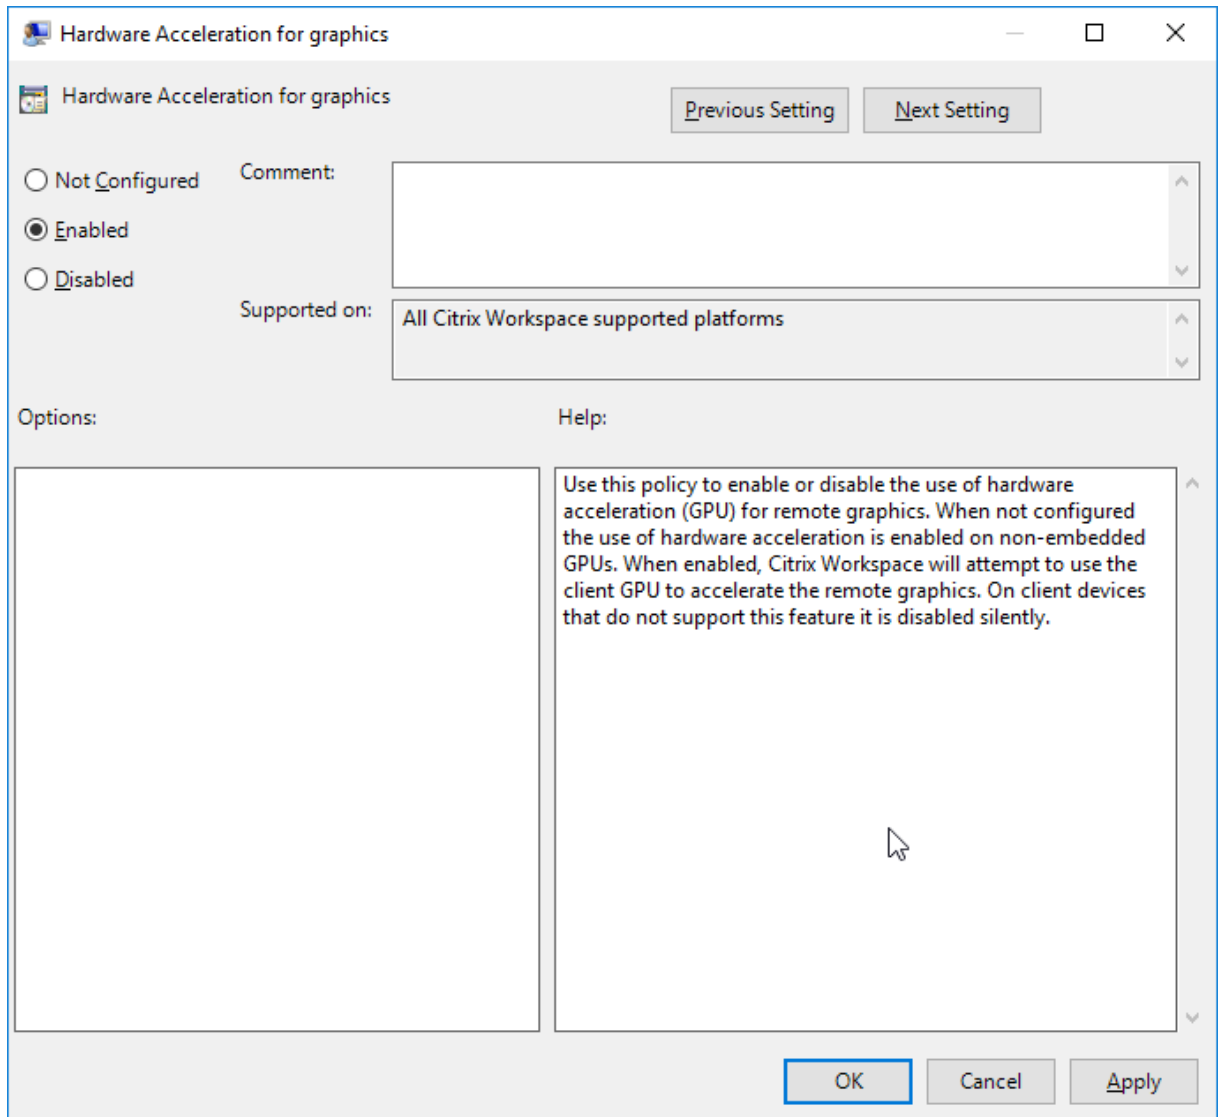 Hardware Acceleration for graphics
Hardware Acceleration for graphics
Previous Setting
Next Setting
Not Configured
Comment:
Enabled
Disabled
Supported on:
All Citrix Workspace supported platforms
Options:
Help:
Use this policy to enable or disable the use of hardware
acceleration (GPU) for remote graphics. When not configured
the use of hardware acceleration is enabled on non-embedded
GPUs. When enabled, Citrix Workspace will attempt to use the
client GPU to accelerate the remote graphics. On client devices
that do not support this feature it is disabled silently.
OK
Cancel
Apply